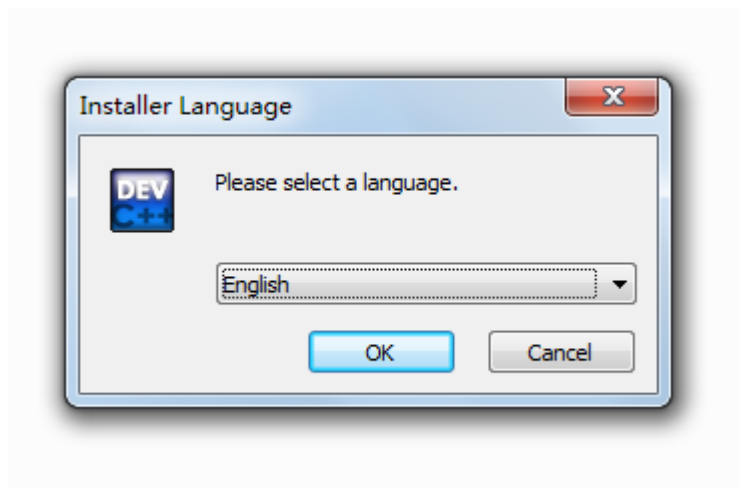 Installer Language
DEV
C++
Please select a language.
English
OK
Cancel